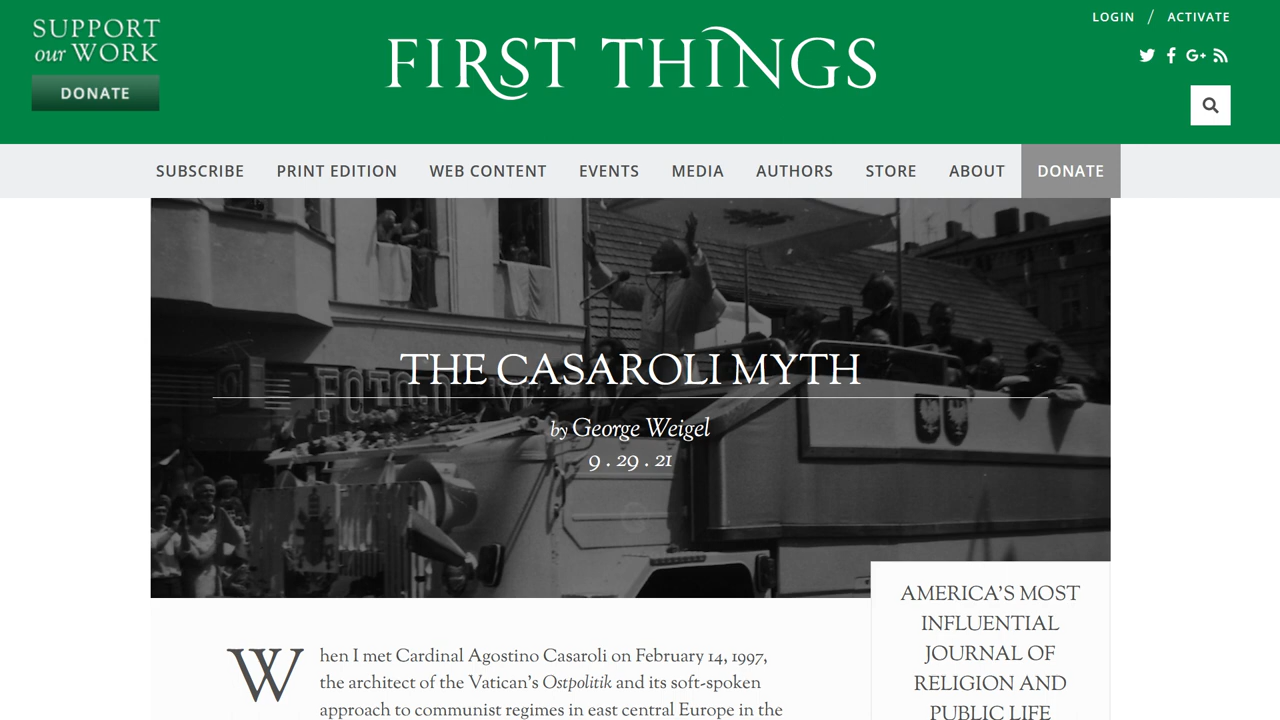 SUPPORT
our WORK
DONATE
FIRST THINGS
LOGIN / ACTIVATE
G+
SUBSCRIBE PRINT EDITION WEB CONTENT EVENTS MEDIA AUTHORS STORE ABOUT DONATE
FOTO
THE CASAROLI MYTH
by George Weigel
9 . 29 . 21
When I met Cardinal Agostino Casaroli on February 14, 1997,
the architect of the Vatican’s Ostpolitik and its soft-spoken
approach to communist regimes in east central Europe in the
AMERICA’S MOST
INFLUENTIAL
JOURNAL OF
RELIGION AND
PUBLIC LIFE